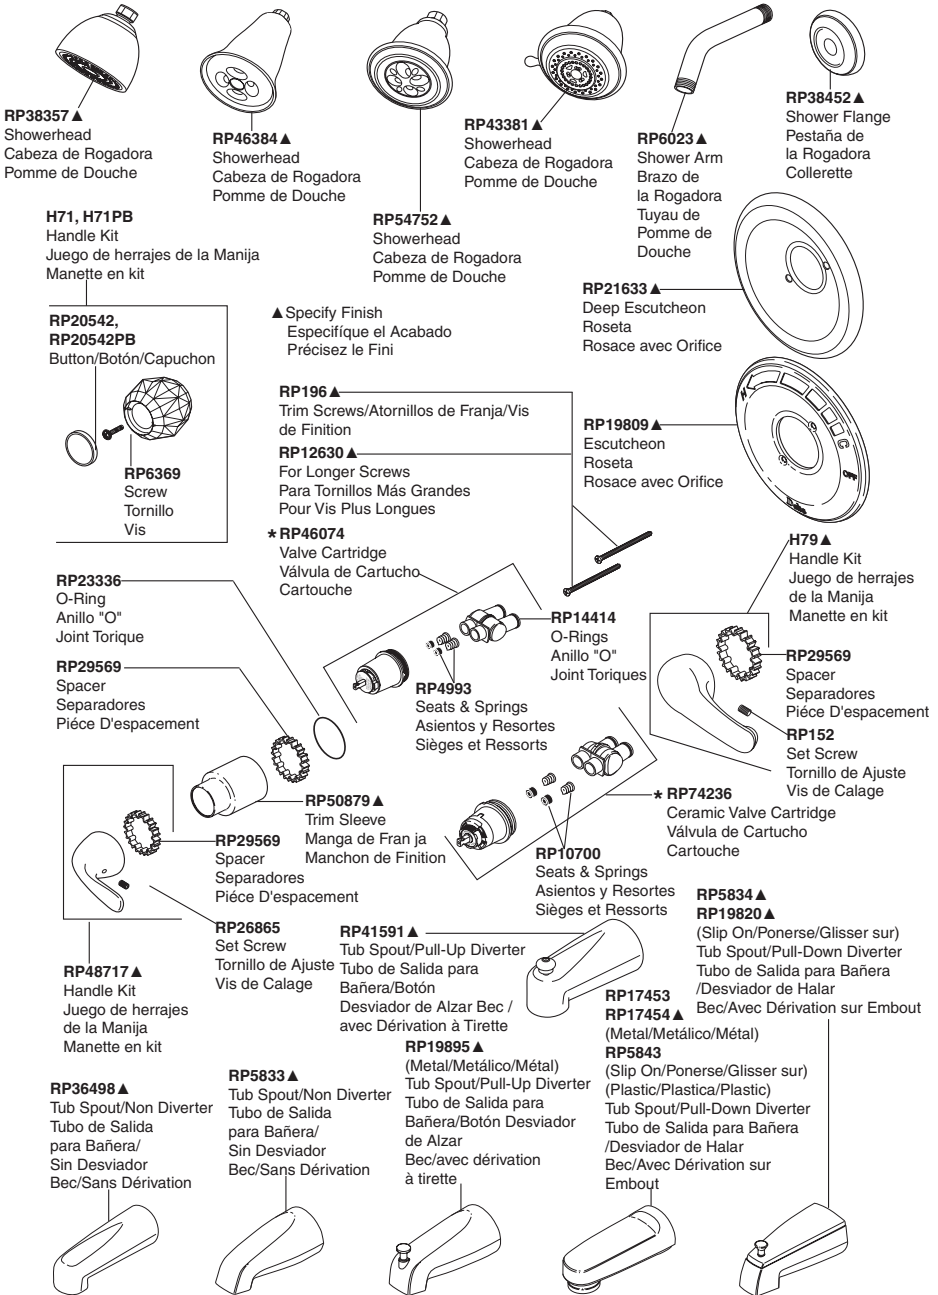 RP38357▲
Showerhead
Cabeza de Rogadora
Pomme de Douche
RP46384▲
Showerhead
Cabeza de Rogadora
Pomme de Douche
RP54752▲
Showerhead
Cabeza de Rogadora
Pomme de Douche
RP43381▲
Showerhead
Cabeza de Rogadora
Pomme de Douche
RP6023▲
Shower Arm
Brazo de
la Rogadora
Tuyau de
Pomme de
Douche
RP38452▲
Shower Flange
Pestaña de
la Rogadora
Collerette
H71, H71PB
Handle Kit
Juego de herrajes de la Manija
Manette en kit
RP20542,
RP20542PB
Button/Botón/Capuchon
RP6369
Screw
Tornillo
Vis
▲Specify Finish
Especifíque el Acabado
Précisez le Fini
RP21633▲
Deep Escutcheon
Roseta
Rosace avec Orifice
RP196▲
Trim Screws/Atornillos de Franja/Vis
de Finition
RP12630▲
For Longer Screws
Para Tornillos Más Grandes
Pour Vis Plus Longues
RP19809▲
Escutcheon
Roseta
Rosace avec Orifice
H
C
OFF
*RP46074
Valve Cartridge
Válvula de Cartucho
Cartouche
H79▲
Handle Kit
Juego de herrajes
de la Manija
Manette en kit
RP23336
O-Ring
Anillo "O"
Joint Torique
RP14414
O-Rings
Anillo "O"
Joint Toriques
RP29569
Spacer
Separadores
Piéce D'espacement
RP4993
Seats & Springs
Asientos y Resortes
Sièges et Ressorts
RP29569
Spacer
Separadores
Piéce D'espacement
RP152
Set Screw
Tornillo de Ajuste
Vis de Calage
RP50879▲
Trim Sleeve
Manga de Fran ja
Manchon de Finition
*RP74236
Ceramic Valve Cartridge
Válvula de Cartucho
Cartouche
RP29569
Spacer
Separadores
Piéce D'espacement
RP10700
Seats & Springs
Asientos y Resortes
Sièges et Ressorts
RP26865
Set Screw
Tornillo de Ajuste
Vis de Calage
RP48717▲
Handle Kit
Juego de herrajes
de la Manija
Manette en kit
RP41591▲
Tub Spout/Pull-Up Diverter
Tubo de Salida para
Bañera/Botón
Desviador de Alzar Bec /
avec Dérivation à Tirette
RP5834▲
RP19820▲
(Slip On/Ponerse/Glisser sur)
Tub Spout/Pull-Down Diverter
Tubo de Salida para Bañera
/Desviador de Halar
Bec/Avec Dérivation sur Embout
RP36498▲
Tub Spout/Non Diverter
Tubo de Salida
para Bañera/
Sin Desviador
Bec/Sans Dérivation
RP5833▲
Tub Spout/Non Diverter
Tubo de Salida
para Bañera/
Sin Desviador
Bec/Sans Dérivation
RP19895▲
(Metal/Metálico/Métal)
Tub Spout/Pull-Up Diverter
Tubo de Salida para
Bañera/Botón Desviador
de Alzar
Bec/avec dérivation
à tirette
RP17453
RP17454▲
(Metal/Metálico/Métal)
RP5843
(Slip On/Ponerse/Glisser sur)
(Plastic/Plastica/Plastic)
Tub Spout/Pull-Down Diverter
Tubo de Salida para Bañera
/Desviador de Halar
Bec/Avec Dérivation sur
Embout